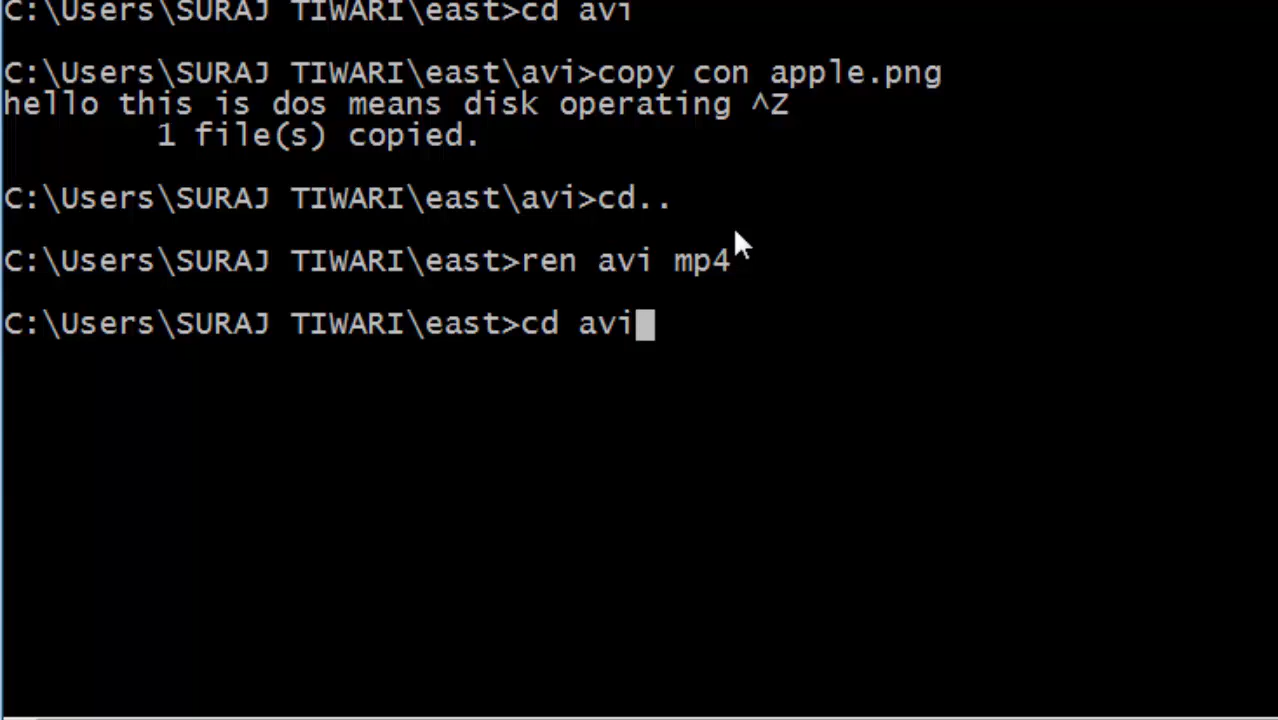 C:\Users\SURAJ TIWARI\east>cd avi
C:\Users\SURAJ TIWARI\east\avi>copy con apple.png
hello this is dos means disk operating ^Z
1 file(s) copied.
C:\Users\SURAJ TIWARI\east\avi>cd..
C:\Users\SURAJ TIWARI\east>ren avi mp4
C:\Users\SURAJ TIWARI\east>cd avi